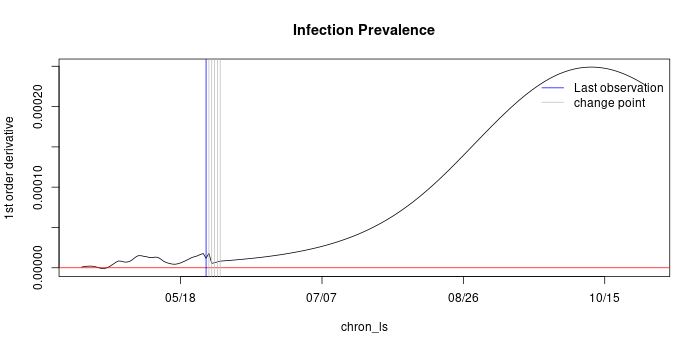 Infection Prevalence
1st order derivative
0.00020
0.00010
0.00000
Last observation
change point
05/18
07/07
08/26
10/15
chron_ls